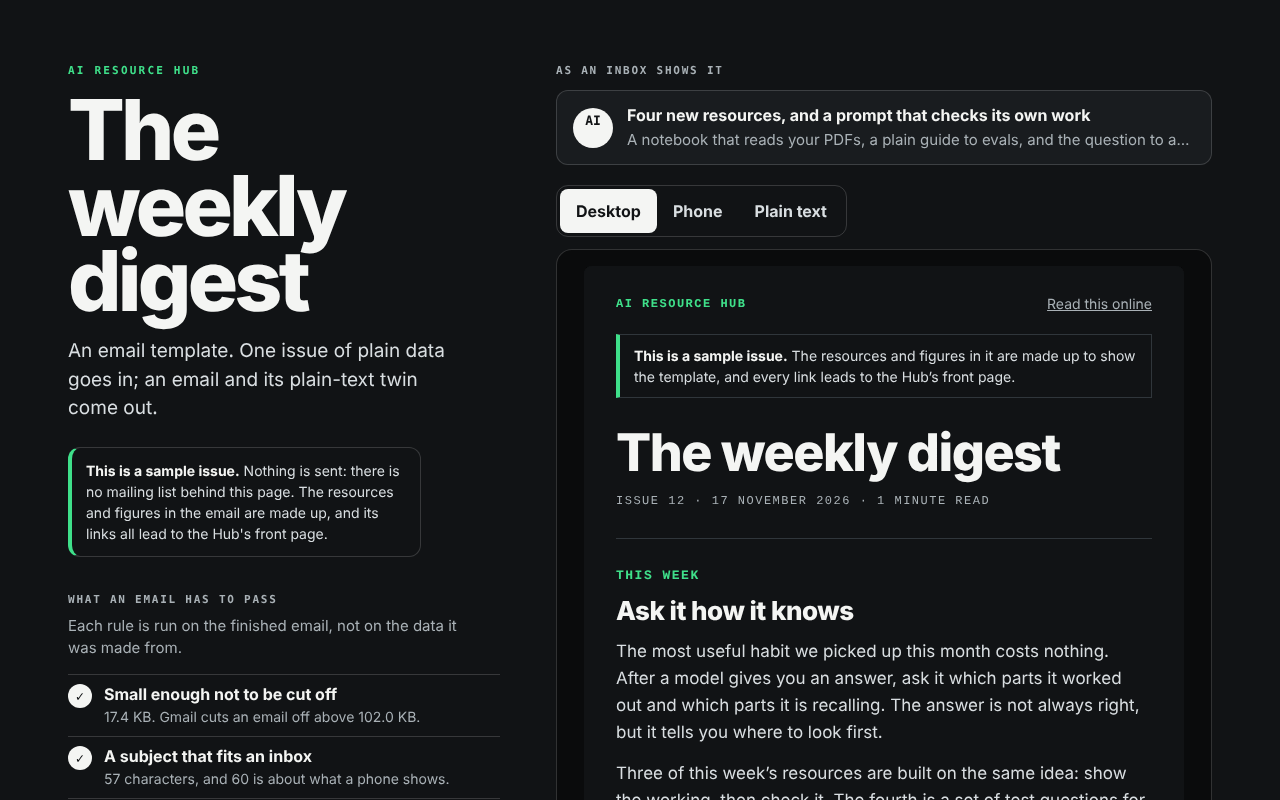 AI RESOURCE HUB
The
weekly
digest
An email template. One issue of plain data
goes in; an email and its plain-text twin
come out.
This is a sample issue. Nothing is sent: there is
no mailing list behind this page. The resources
and figures in the email are made up, and its
links all lead to the Hub's front page.
WHAT AN EMAIL HAS TO PASS
Each rule is run on the finished email, not on the data it
was made from.
✓ Small enough not to be cut off
17.4 KB. Gmail cuts an email off above 102.0 KB.
✓ A subject that fits an inbox
57 characters, and 60 is about what a phone shows.
AS AN INBOX SHOWS IT
AI
Four new resources, and a prompt that checks its own work
A notebook that reads your PDFs, a plain guide to evals, and the question to a…
Desktop Phone Plain text
AI RESOURCE HUB Read this online
This is a sample issue. The resources and figures in it are made up to show
the template, and every link leads to the Hub’s front page.
The weekly digest
ISSUE 12 · 17 NOVEMBER 2026 · 1 MINUTE READ
THIS WEEK
Ask it how it knows
The most useful habit we picked up this month costs nothing.
After a model gives you an answer, ask it which parts it worked
out and which parts it is recalling. The answer is not always right,
but it tells you where to look first.
Three of this week’s resources are built on the same idea: show
the working, then check it. The fourth is a set of test questions for